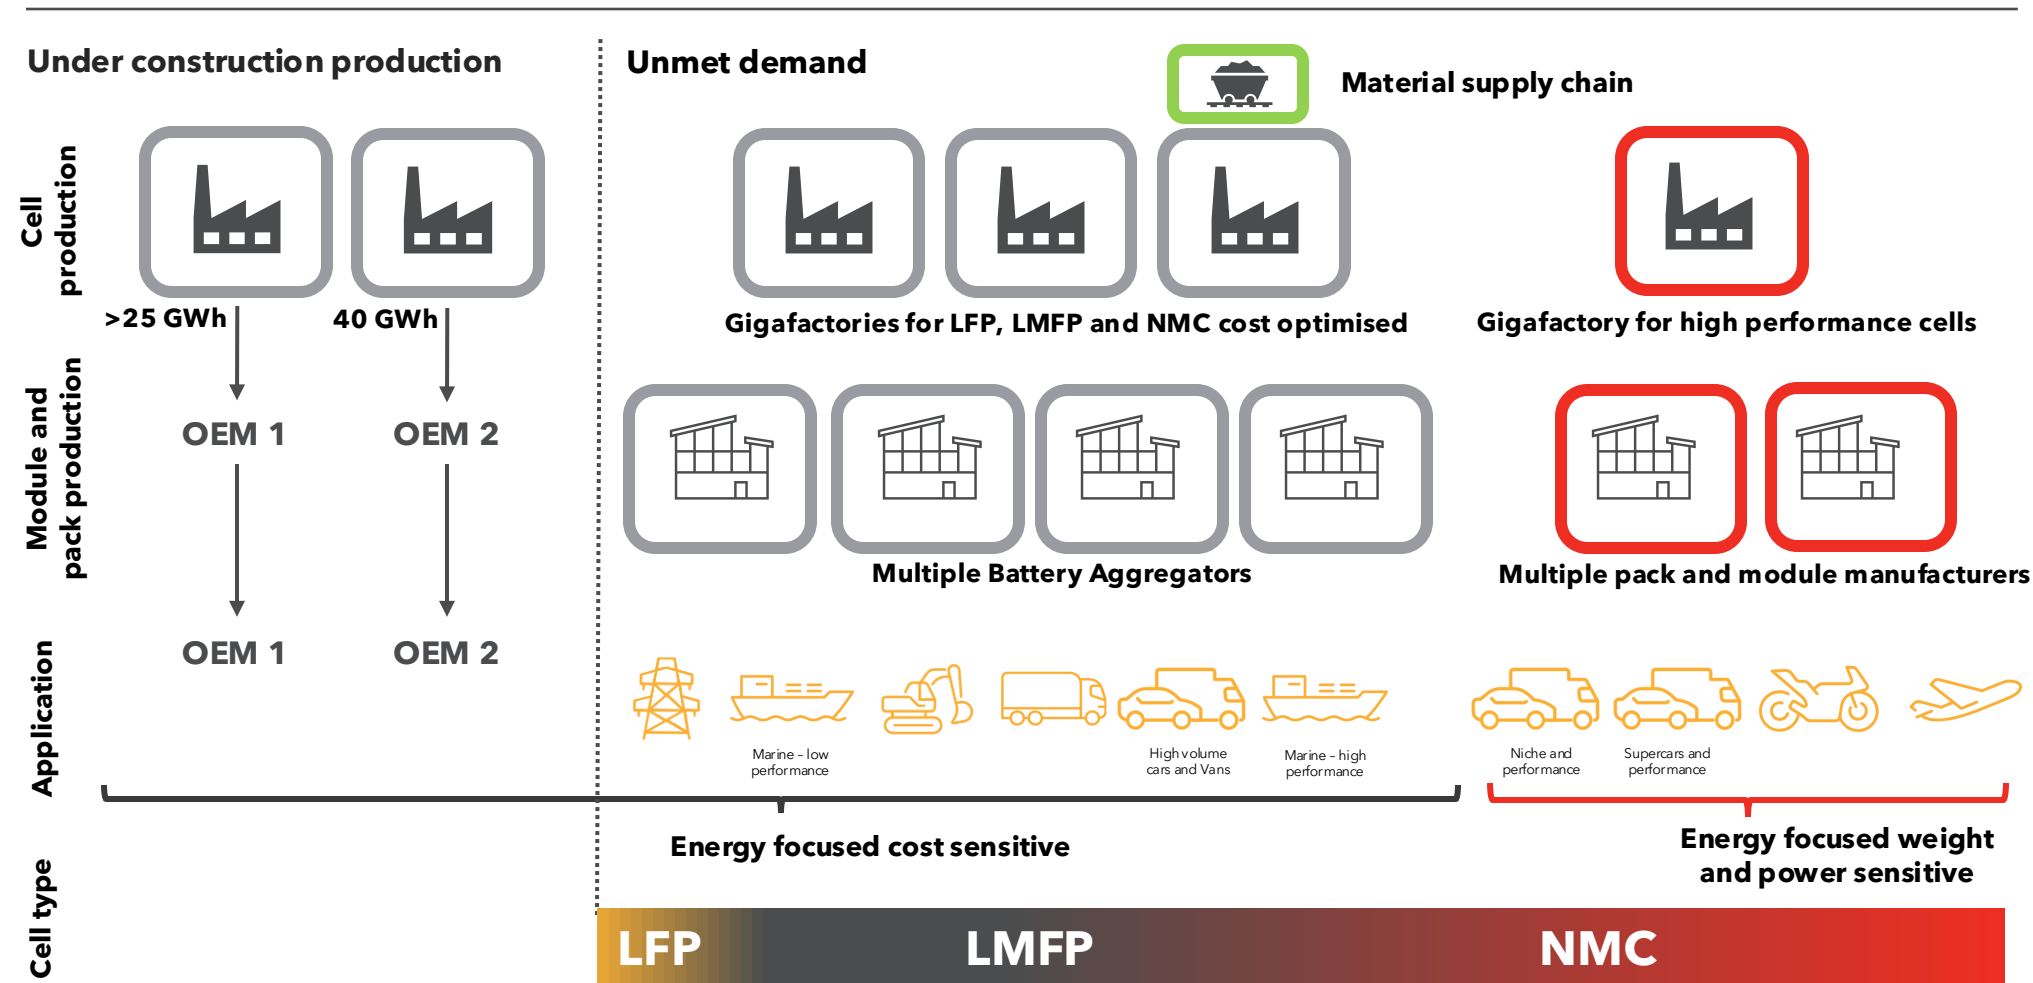 Under construction production
Unmet demand
Material supply chain
Cell
production
>25 GWh
40 GWh
Gigafactories for LFP, LMFP and NMC cost optimised
Gigafactory for high performance cells
Module and
pack production
OEM 1
OEM 2
Multiple Battery Aggregators
Multiple pack and module manufacturers
Application
OEM 1
OEM 2
Marine – low
performance
High volume
cars and Vans
Marine – high
performance
Niche and
performance
Supercars and
performance
Energy focused cost sensitive
Energy focused weight
and power sensitive
Cell type
LFP
LMFP
NMC